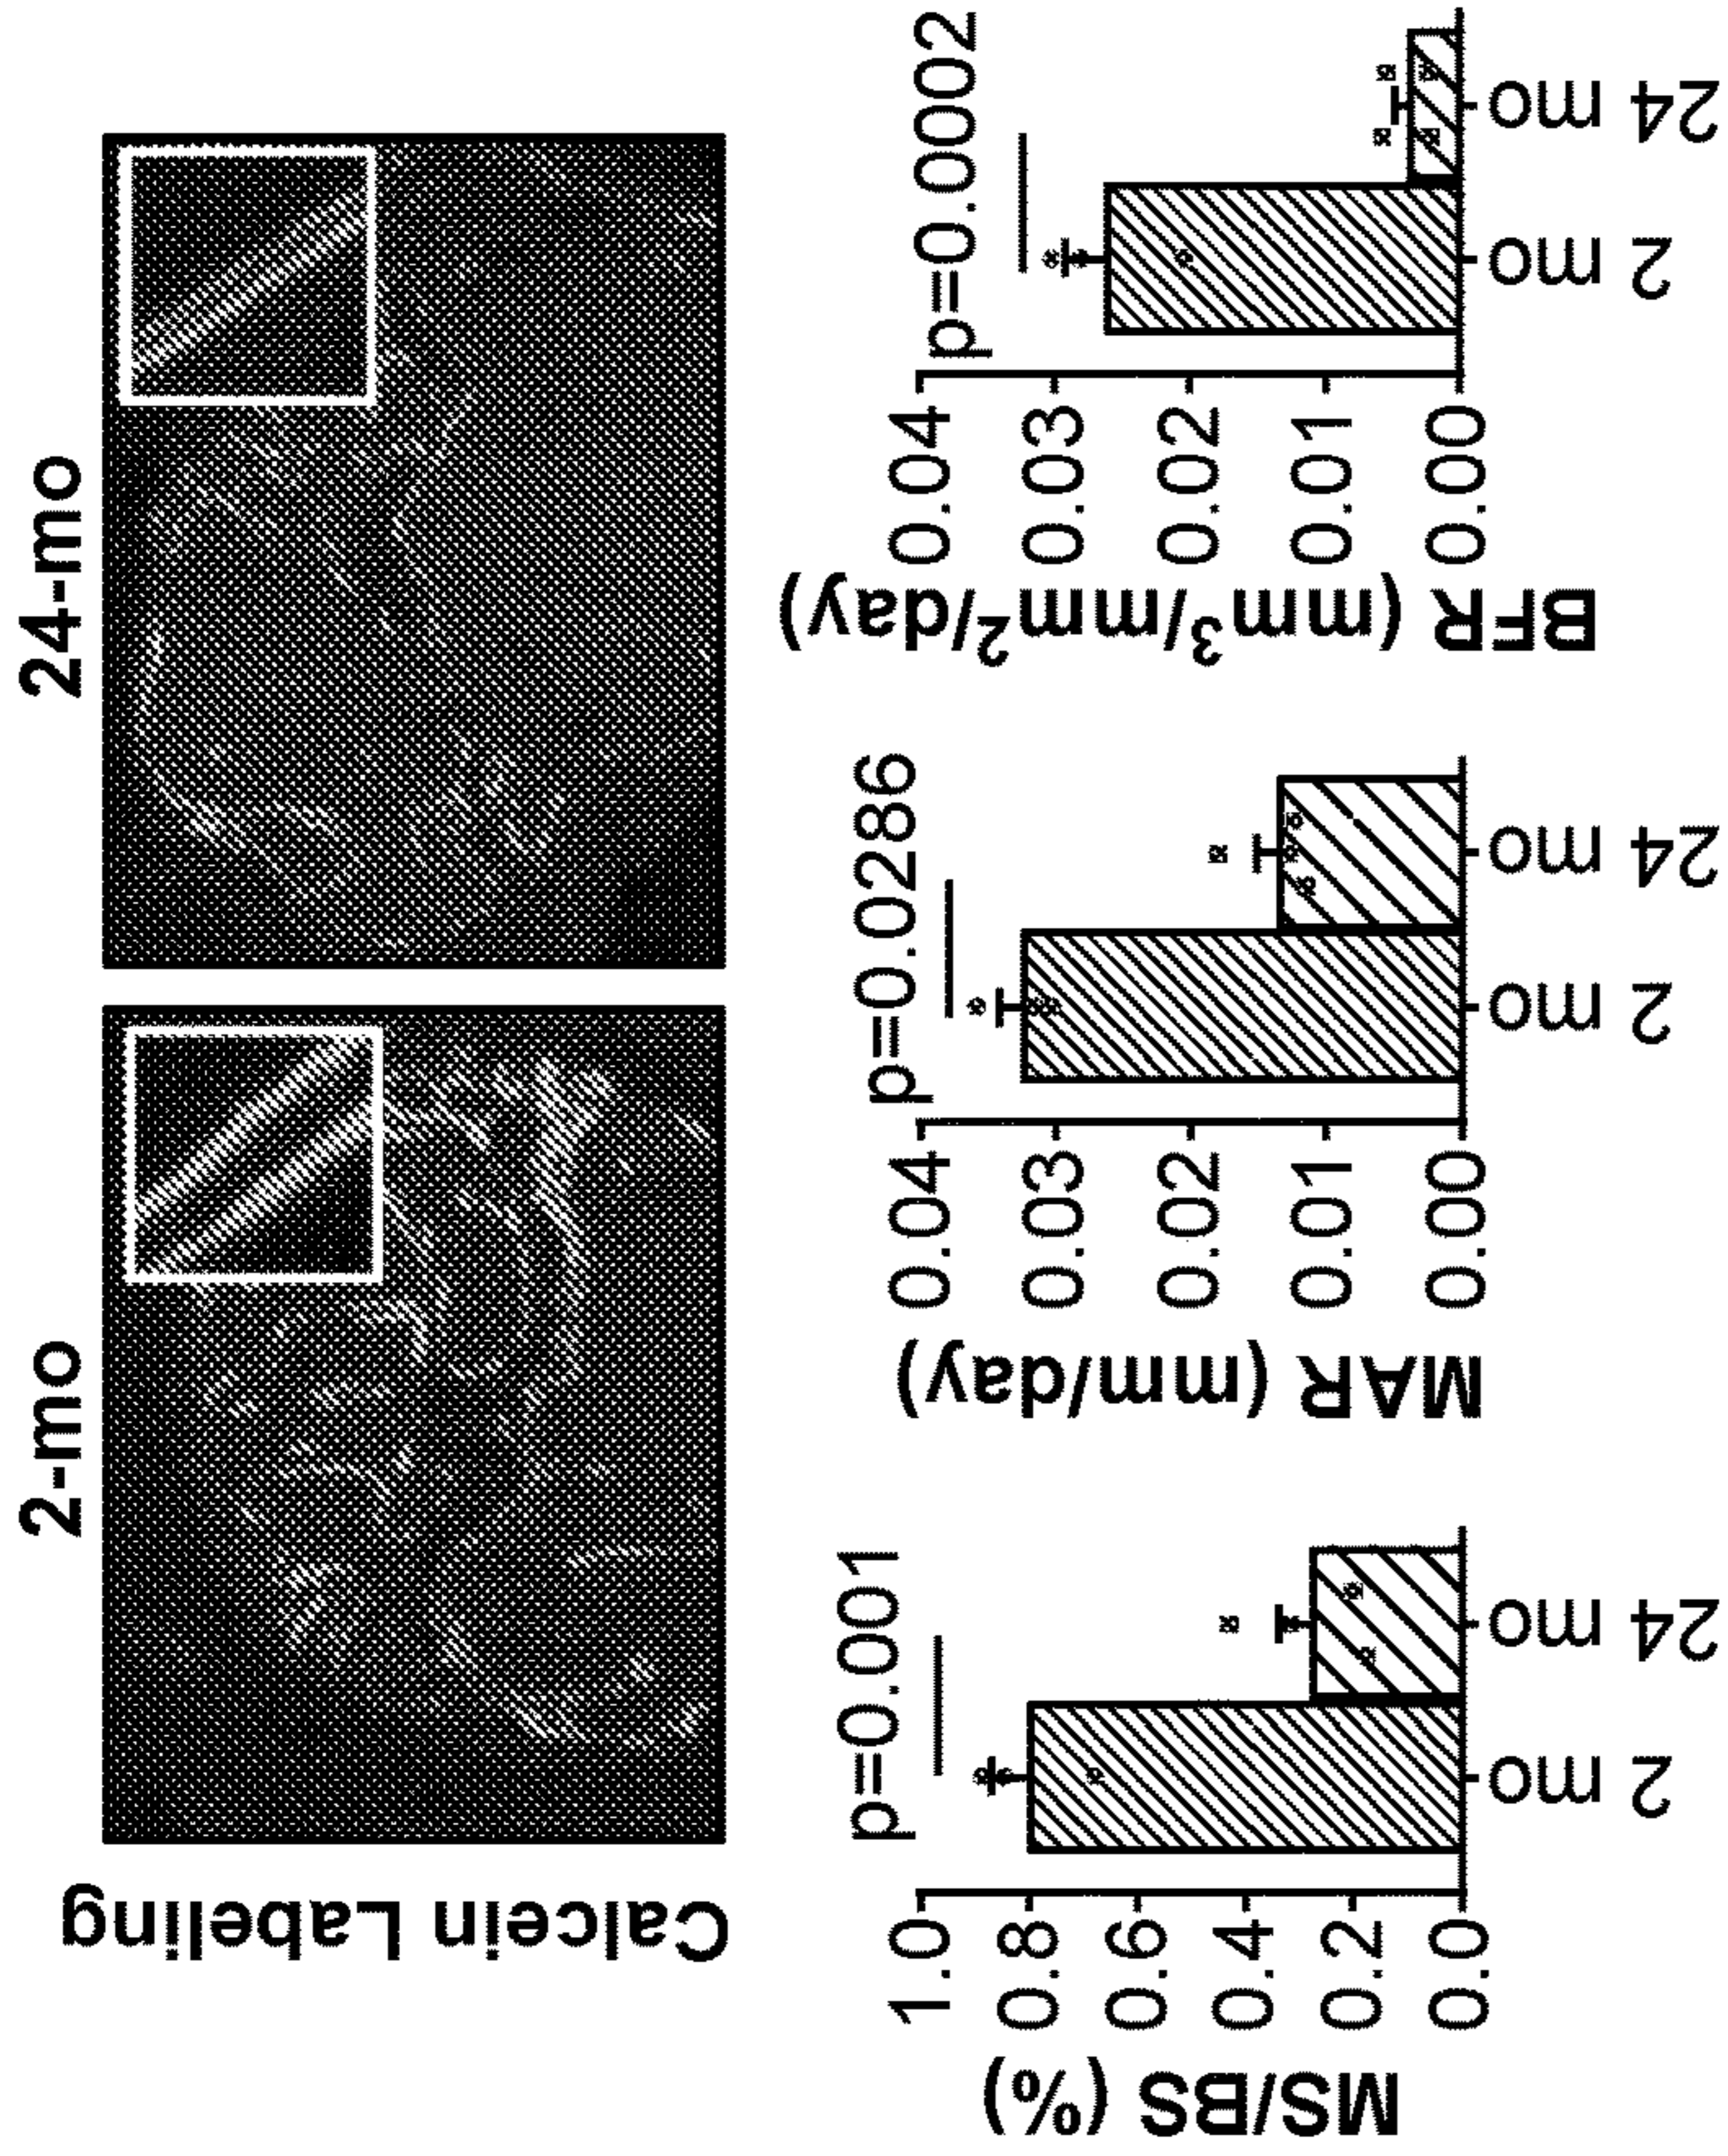 2-mo
24-mo
Calcein Labeling
MS/BS (%)
1.0
0.8
0.6
0.4
0.2
0.0
p=0.001
2 mo
24 mo
MAR (mm/day)
0.04
0.03
0.02
0.01
0.00
p=0.0286
2 mo
24 mo
BFR (mm³/mm²/day)
0.04
0.03
0.02
0.01
0.00
p=0.0002
2 mo
24 mo